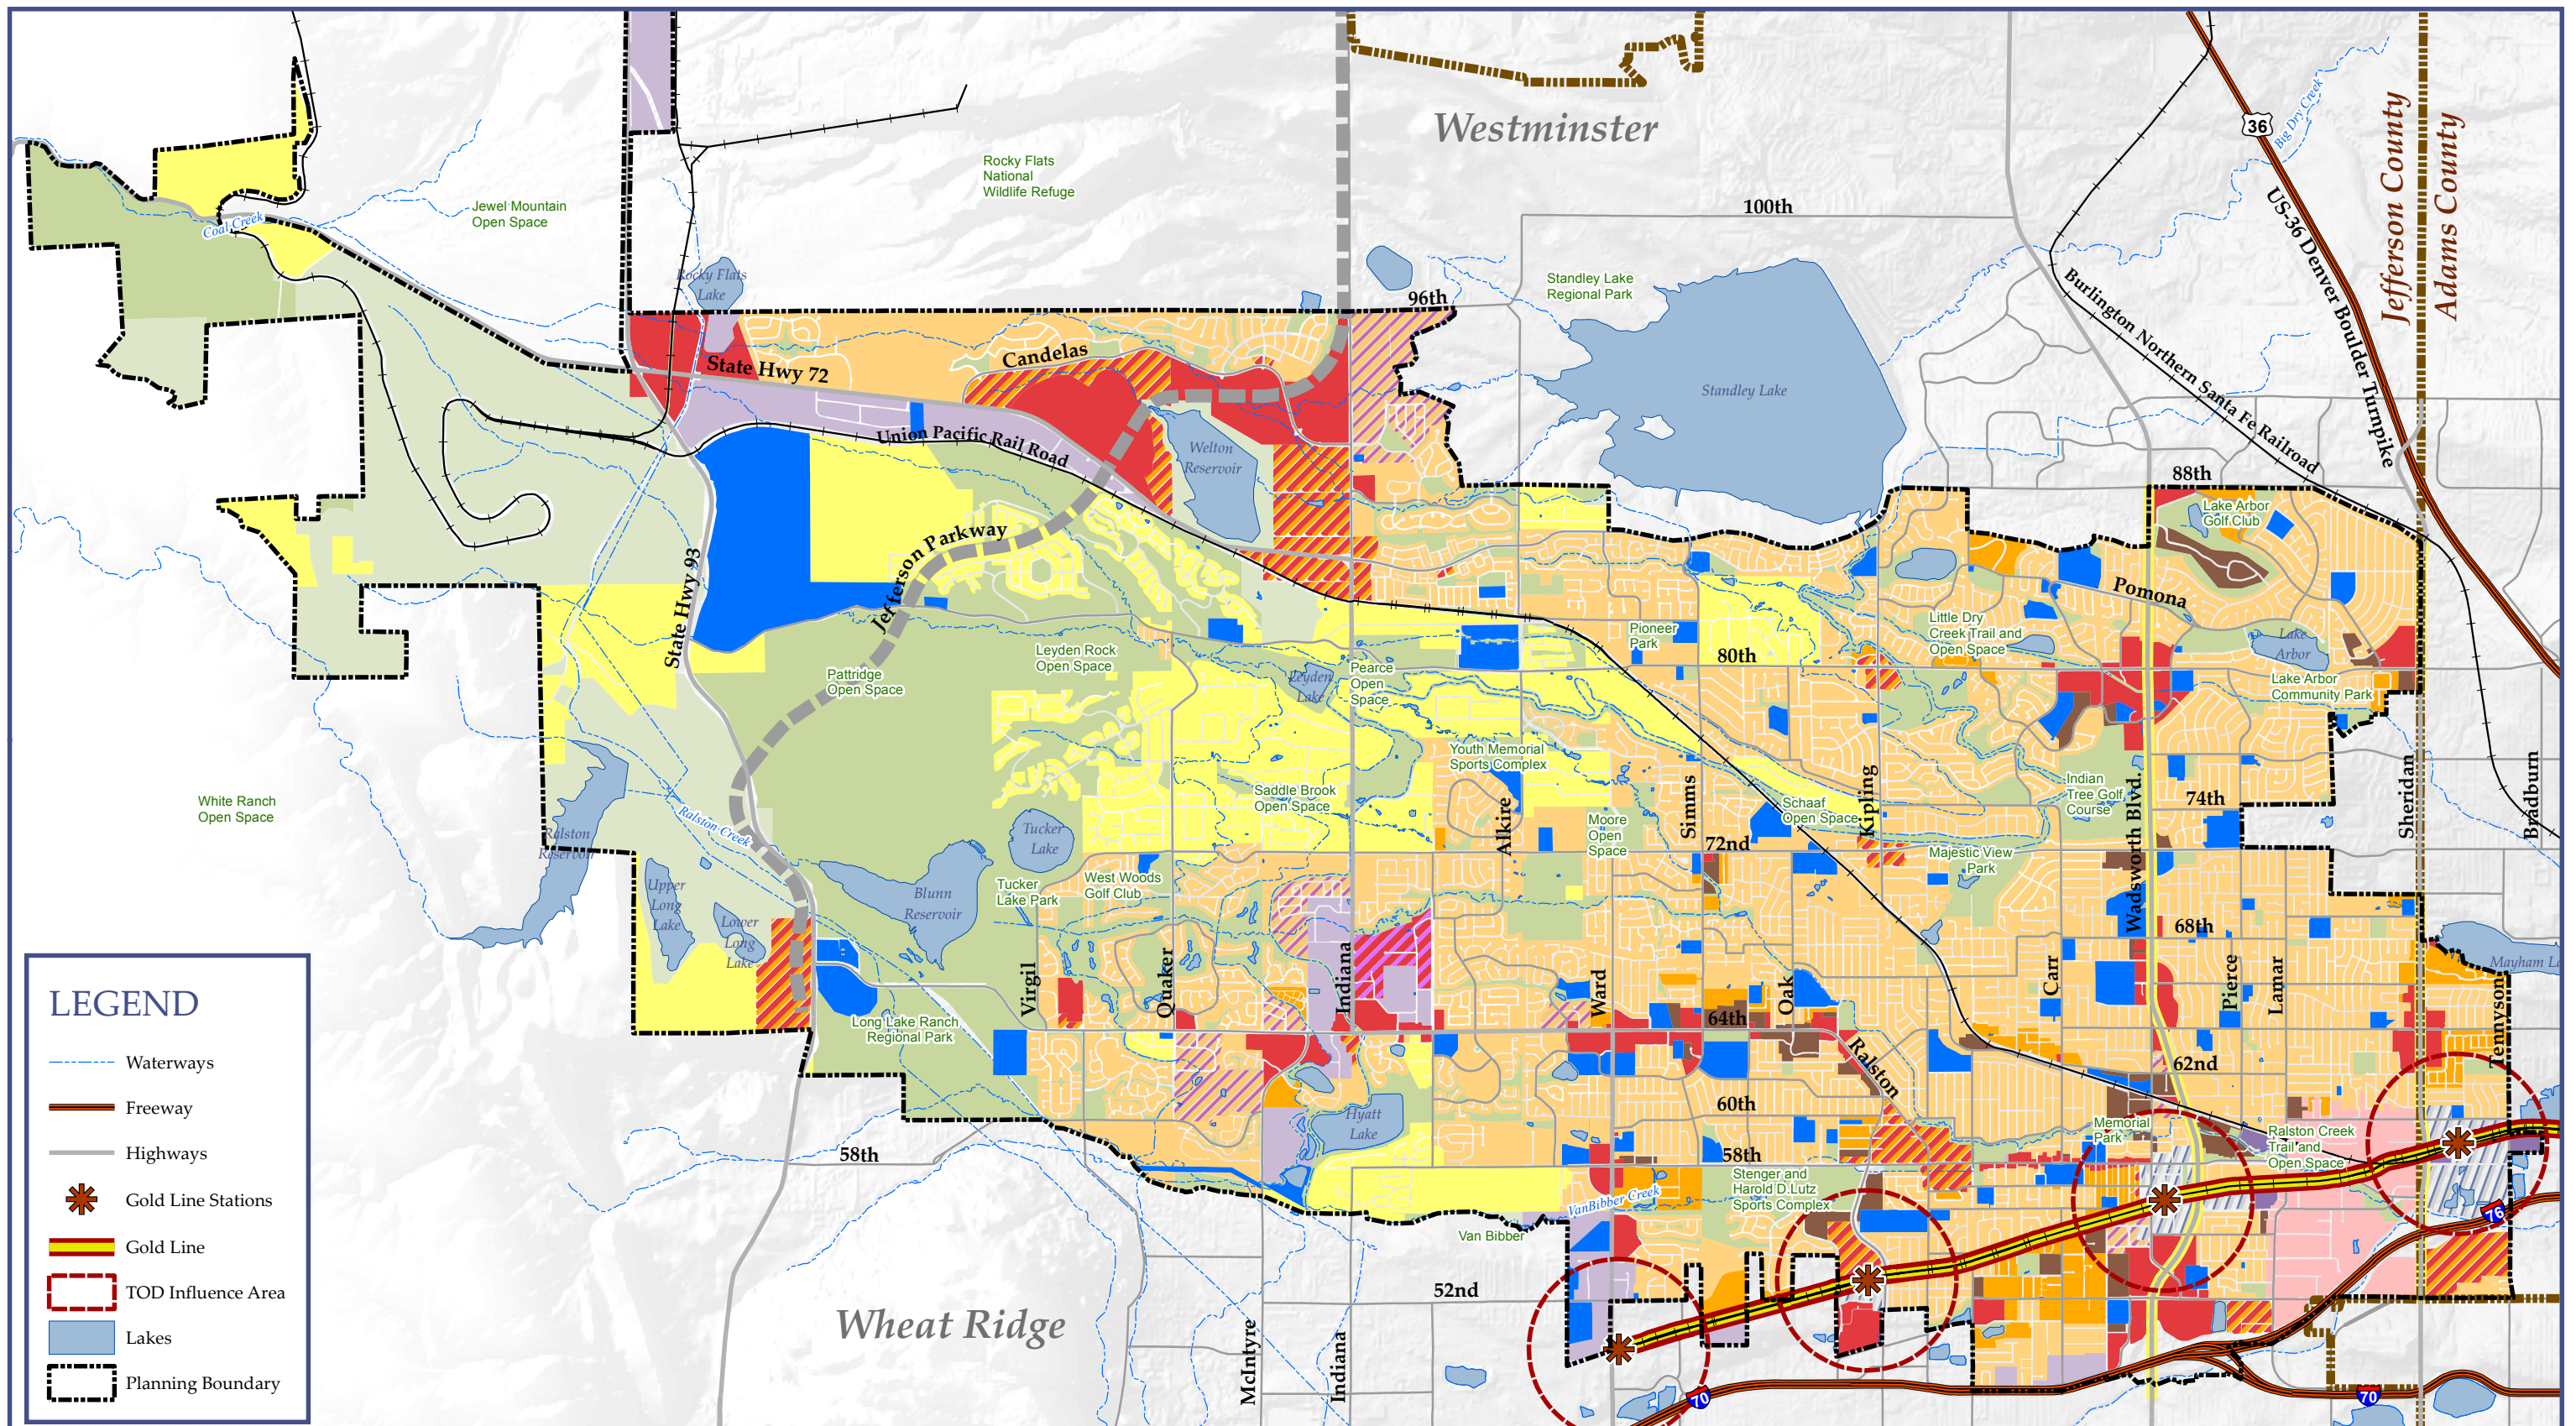 Westminster
36
Big Dry Creek
Jefferson County
Adams County
US-36 Denver Boulder Turnpike
Burlington Northern Santa Fe Railroad
Rocky Flats
National
Wildlife Refuge
Jewel Mountain
Open Space
Coal Creek
100th
Rocky Flats
Lake
Standley Lake
Regional Park
96th
Candelas
State Hwy 72
Standley Lake
Union Pacific Rail Road
Welton
Reservoir
88th
Lake Arbor
Golf Club
Jefferson Parkway
State Hwy 93
Pomona
Pioneer
Park
Little Dry
Creek Trail and
Open Space
Lake
Arbor
Leyden Rock
Open Space
80th
Pattridge
Open Space
Leyden
Lake
Pearce
Open
Space
Lake Arbor
Community Park
Youth Memorial
Sports Complex
Saddle Brook
Open Space
Indian
Tree Golf
Course
White Ranch
Open Space
Ralston Creek
Ralston
Reservoir
Tucker
Lake
Alkire
Moore
Open
Space
Simms
Schaaf
Open Space
Kipling
74th
Wadsworth Blvd.
Sheridan
Bradburn
72nd
Majestic View
Park
West Woods
Golf Club
Tucker
Lake Park
Blunn
Reservoir
Upper
Long
Lake
Lower
Long
Lake
68th
Mayham La
Virgil
Quaker
Indiana
Ward
Oak
Carr
Pierce
Lamar
Tennyson
Long Lake Ranch
Regional Park
64th
Ralston
62nd
60th
Hyatt
Lake
Memorial
Park
Ralston Creek
Trail and
Open Space
58th
58th
Stenger and
Harold D.Lutz
Sports Complex
VanBibber Creek
Van Bibber
76
52nd
Wheat Ridge
McIntyre
Indiana
70
70
LEGEND
Waterways
Freeway
Highways
Gold Line Stations
Gold Line
TOD Influence Area
Lakes
Planning Boundary